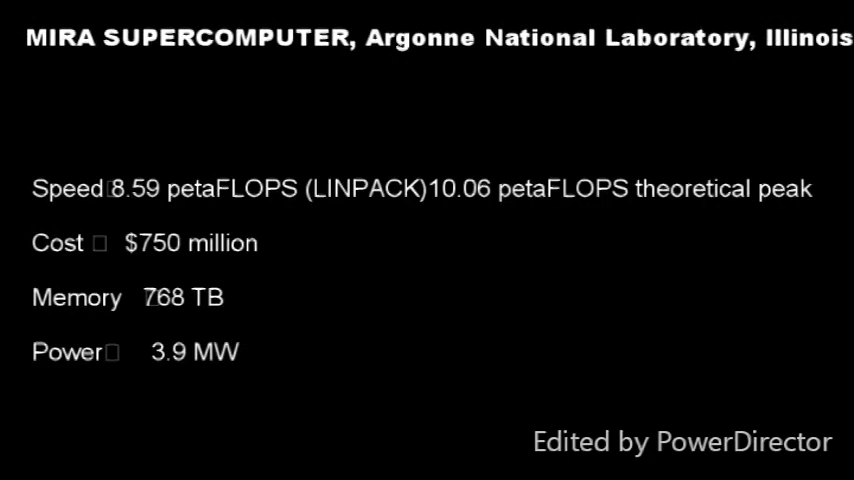 MIRA SUPERCOMPUTER, Argonne National Laboratory, Illinois
Speed 8.59 petaFLOPS (LINPACK)10.06 petaFLOPS theoretical peak
Cost $750 million
Memory 768 TB
Power 3.9 MW
Edited by PowerDirector